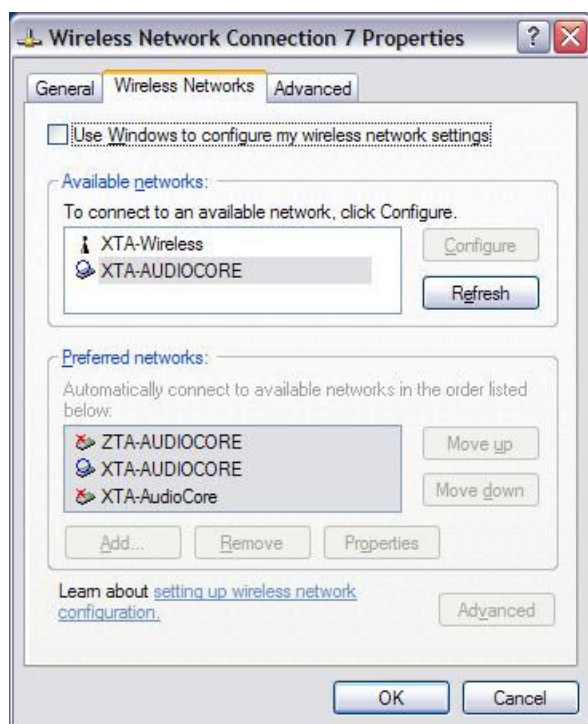 Wireless Network Connection 7 Properties
General Wireless Networks Advanced
Use Windows to configure my wireless network settings
Available networks:
To connect to an available network, click Configure.
XTA-Wireless
XTA-AUDIOCORE
Configure
Refresh
Preferred networks:
Automatically connect to available networks in the order listed
below:
ZTA-AUDIOCORE
XTA-AUDIOCORE
XTA-AudioCore
Move up
Move down
Add... Remove Properties
Learn about setting up wireless network
configuration.
Advanced
OK Cancel